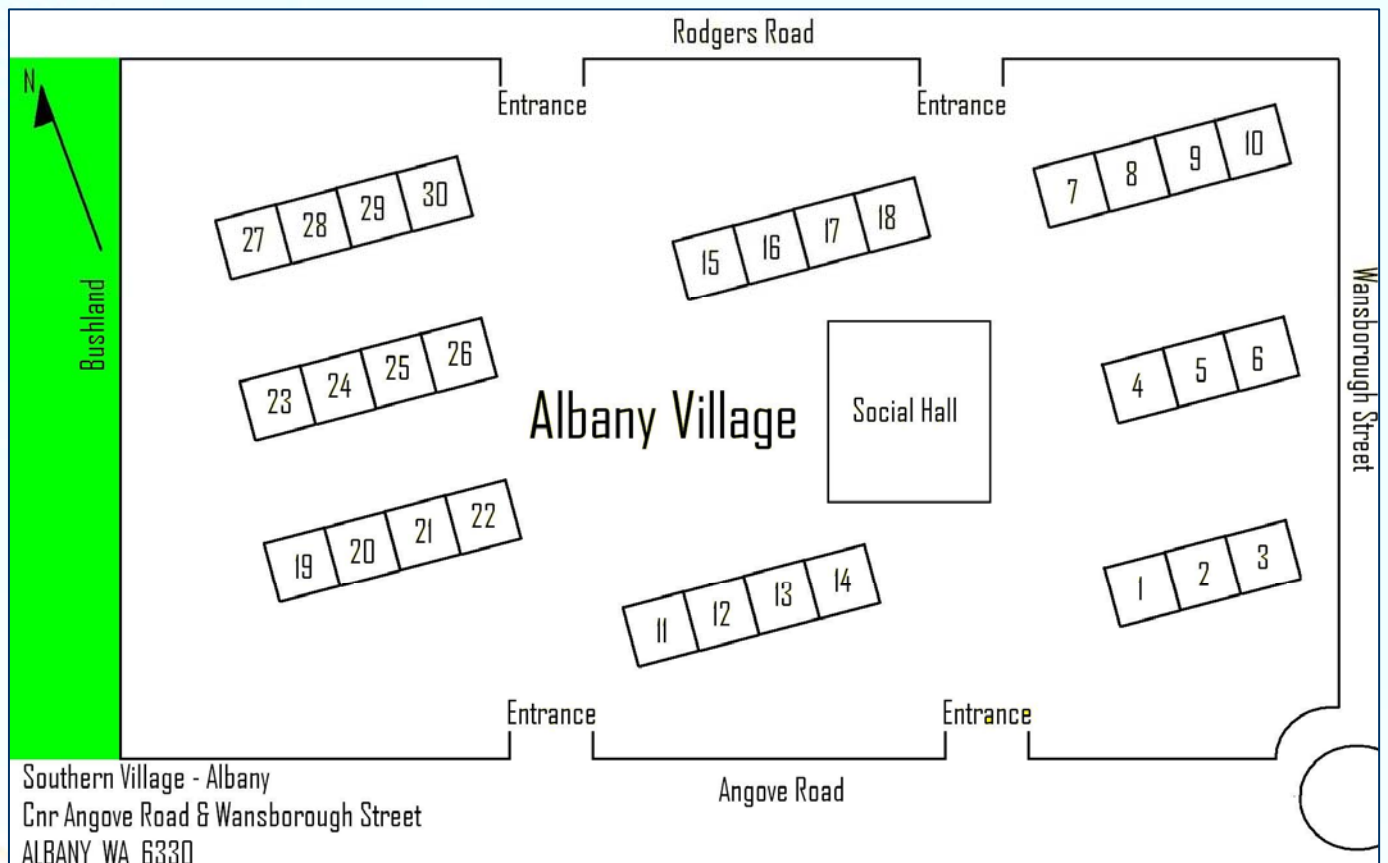 Rodgers Road
N
Entrance
Entrance
7 8 9 10
27 28 29 30
15 16 17 18
Bushland
Wansborough Street
23 24 25 26
Albany Village
Social Hall
4 5 6
19 20 21 22
11 12 13 14
1 2 3
Entrance
Entrance
Angove Road
Southern Village - Albany
Cnr Angove Road & Wansborough Street
ALBANY WA 6330